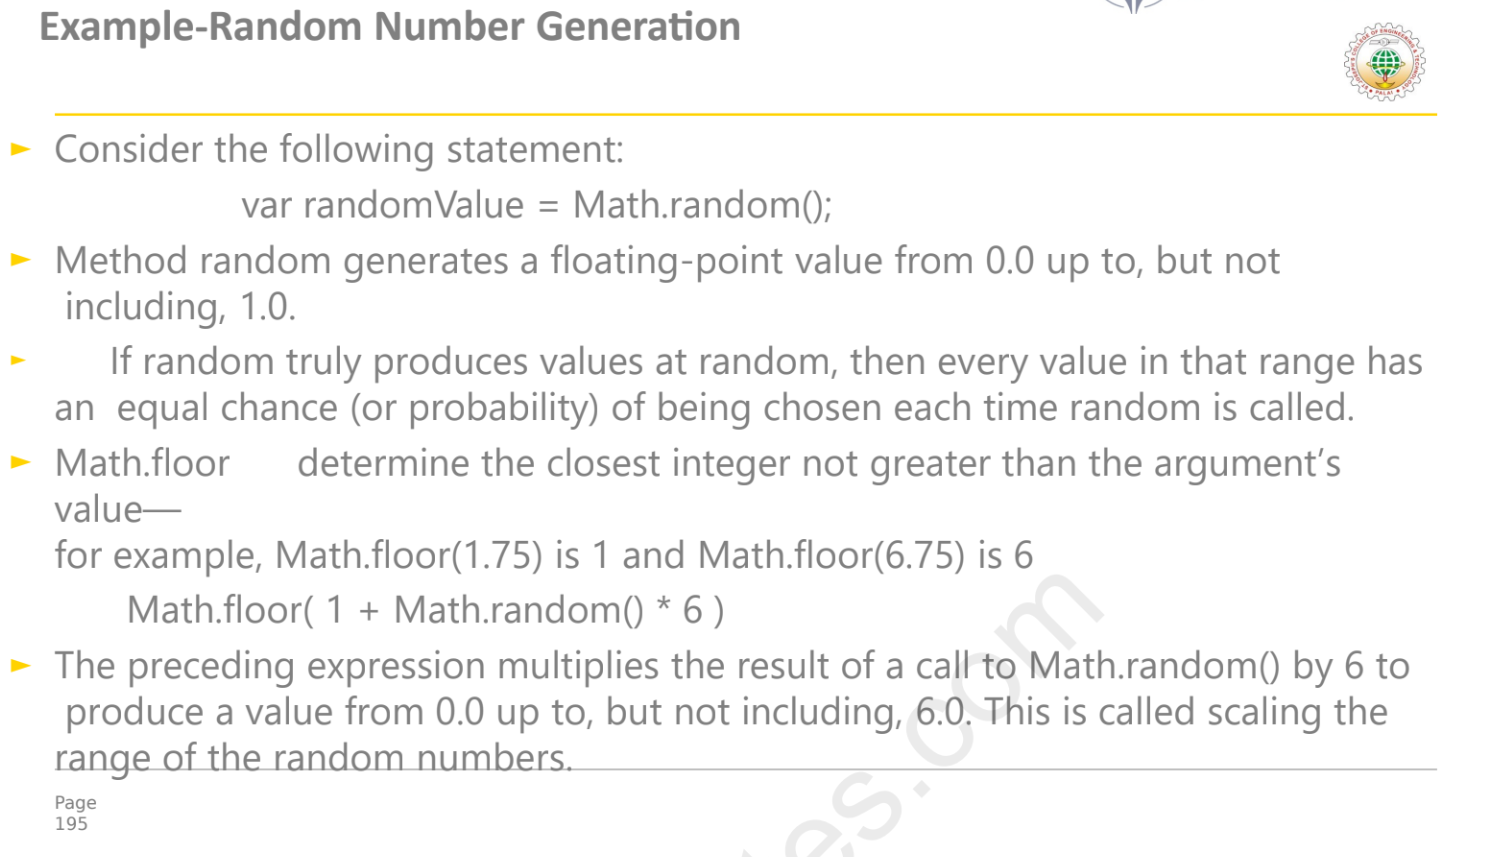 Example-Random Number Generation
► Consider the following statement:
var randomValue = Math.random();
► Method random generates a floating-point value from 0.0 up to, but not
including, 1.0.
► If random truly produces values at random, then every value in that range has
an equal chance (or probability) of being chosen each time random is called.
► Math.floor determine the closest integer not greater than the argument’s
value—
for example, Math.floor(1.75) is 1 and Math.floor(6.75) is 6
Math.floor( 1 + Math.random() * 6 )
► The preceding expression multiplies the result of a call to Math.random() by 6 to
produce a value from 0.0 up to, but not including, 6.0. This is called scaling the
range of the random numbers.
Page
195
es.com